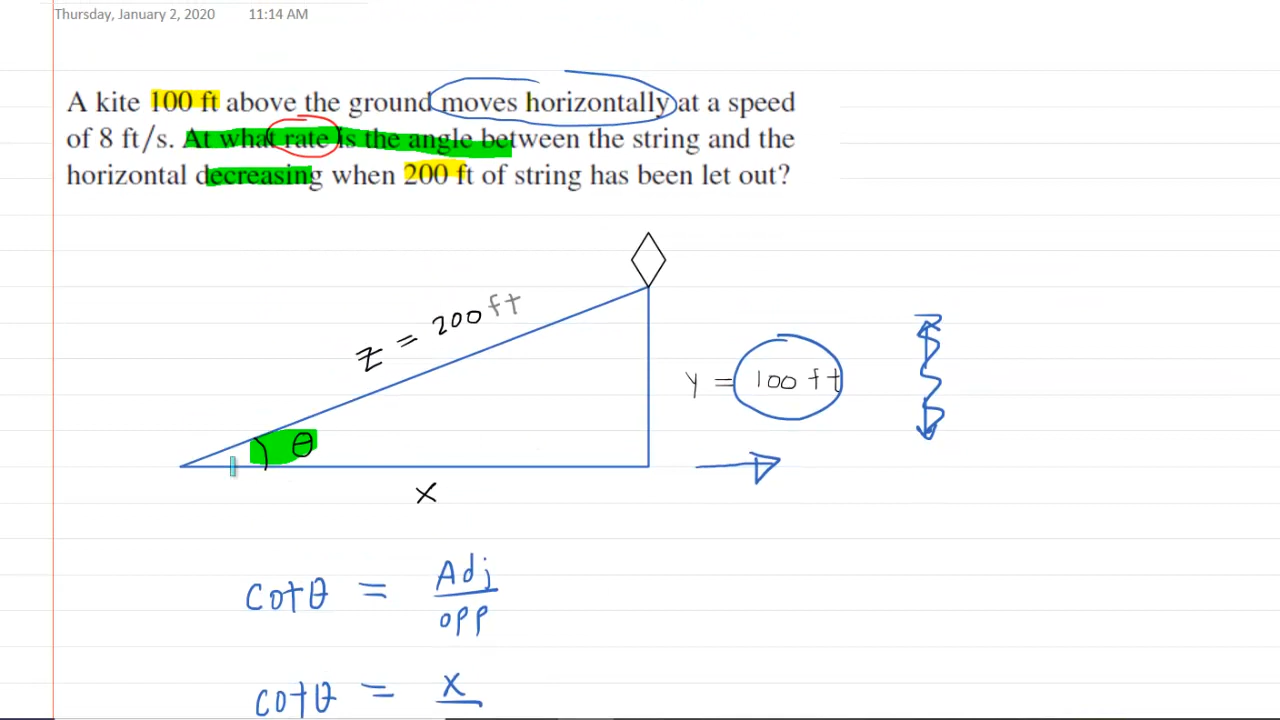 Thursday, January 2, 2020 11:14 AM
A kite 100 ft above the ground moves horizontally at a speed
of 8 ft/s. At what rate is the angle between the string and the
horizontal decreasing when 200 ft of string has been let out?
z = 200 ft
y = 100 ft
θ
x
cot θ = Adj
opp
cot θ = x